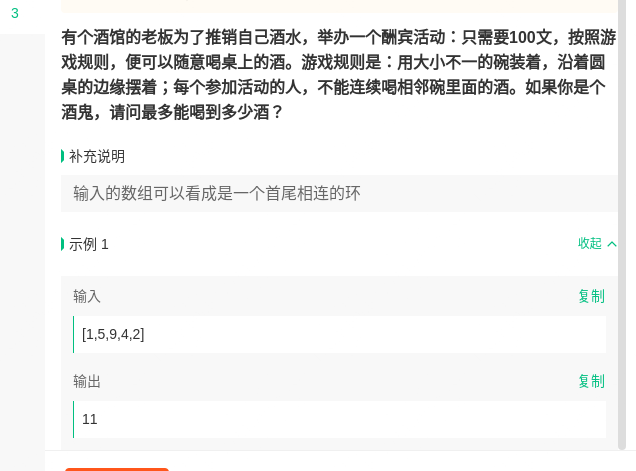 3
有个酒馆的老板为了推销自己酒水，举办一个酬宾活动：只需要100文，按照游
戏规则，便可以随意喝桌上的酒。游戏规则是：用大小不一的碗装着，沿着圆
桌的边缘摆着；每个参加活动的人，不能连续喝相邻碗里面的酒。如果你是个
酒鬼，请问最多能喝到多少酒？
补充说明
输入的数组可以看成是一个首尾相连的环
示例 1
收起
输入
复制
[1,5,9,4,2]
输出
复制
11